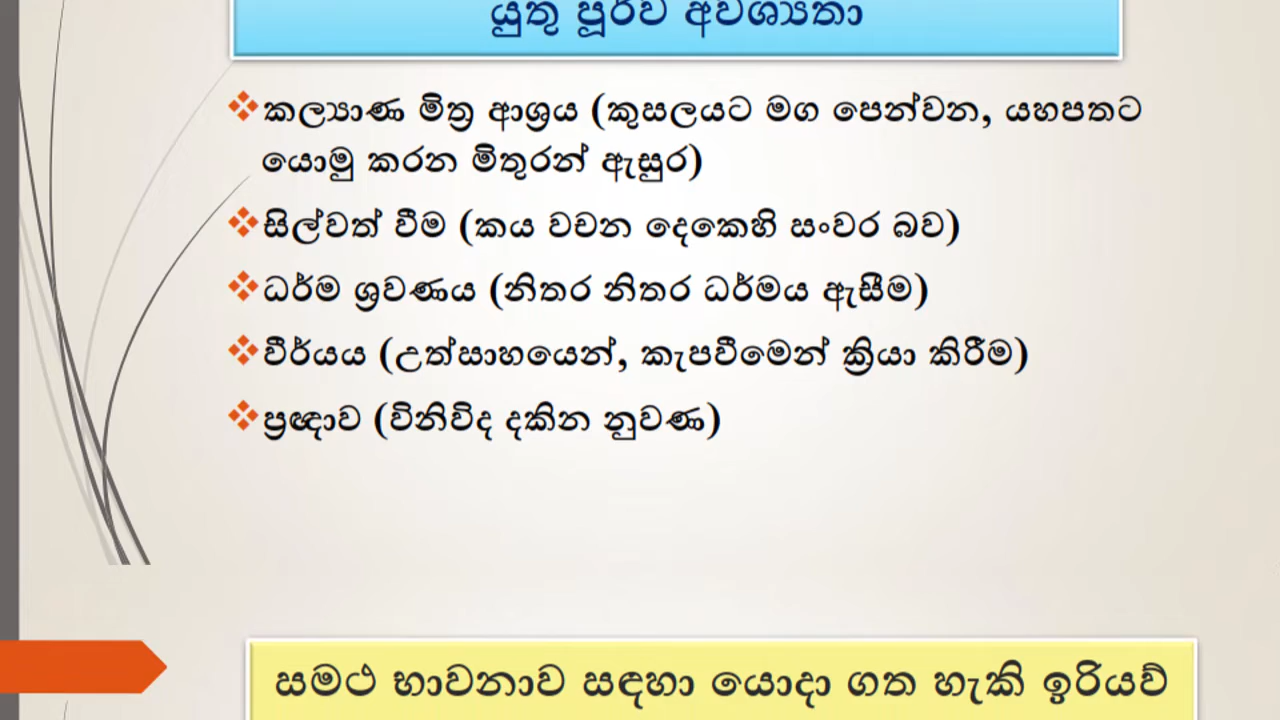 යුතු පූර්ව අවශ්‍යතා
❖කල්‍යාණ මිත්‍ර ආශ්‍රය (කුසලයට මග පෙන්වන, යහපතට
යොමු කරන මිතුරන් ඇසුර)
❖සිල්වත් වීම (කය වචන දෙකෙහි සංවර බව)
❖ධර්ම ශ්‍රවණය (නිතර නිතර ධර්මය ඇසීම)
❖වීර්යය (උත්සාහයෙන්, කැපවීමෙන් ක්‍රියා කිරීම)
❖ප්‍රඥාව (විනිවිද දකින නුවණ)
සමථ භාවනාව සඳහා යොදා ගත හැකි ඉරියව්